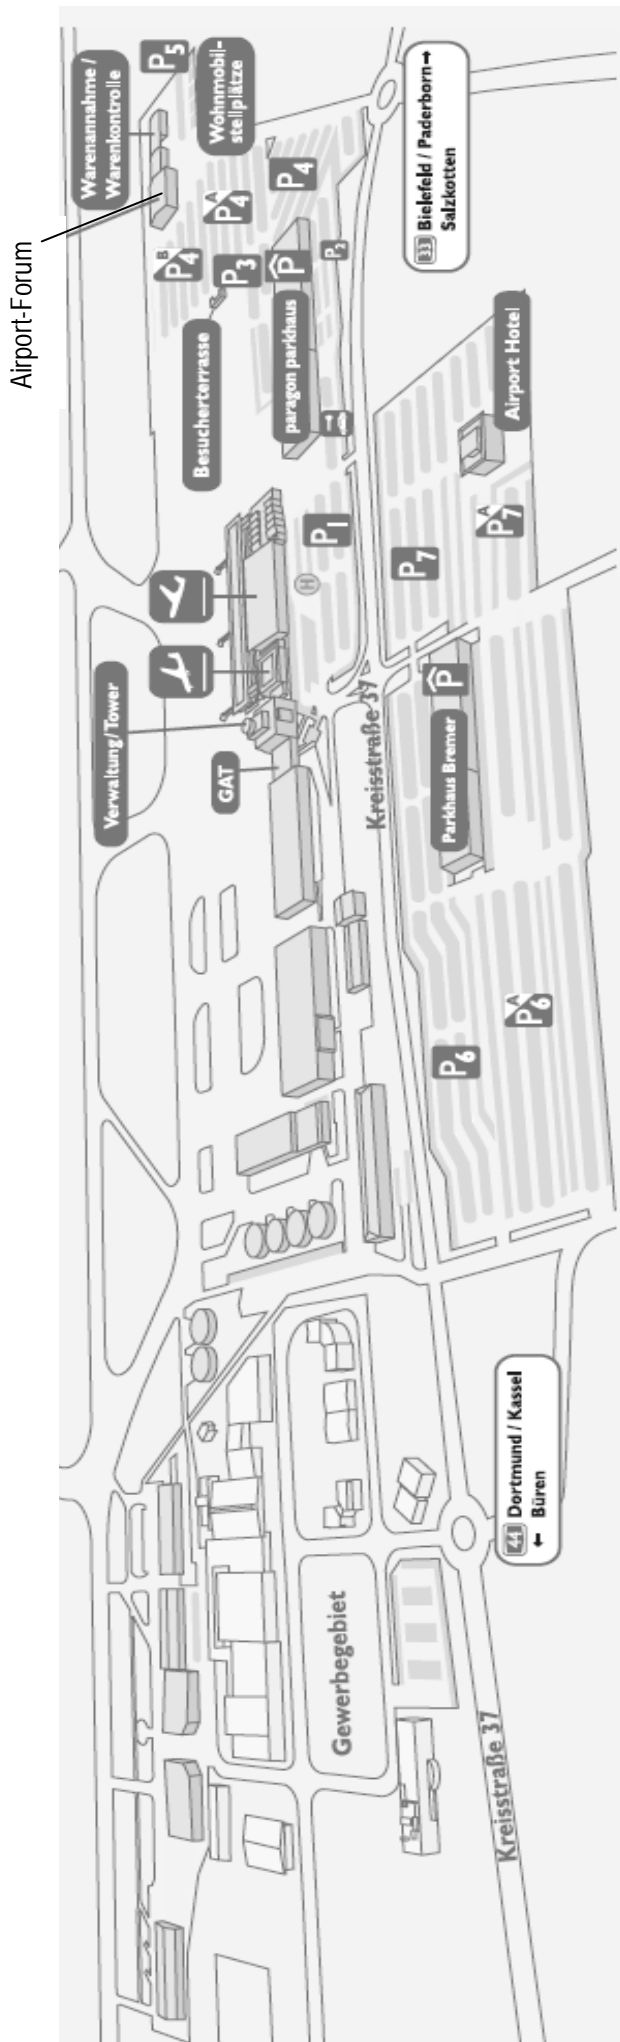 Airport-Forum
Warenannahme /
Warenkontrolle
P5
Wohnmobil-
stellplätze
P4
P4 A
P4 B
P3
P
P2
Besucherterrasse
paragon parkhaus
33 Bielefeld / Paderborn→
Salzkotten
Airport Hotel
P1
H
P7
P7 A
Verwaltung/Tower
GAT
Kreisstraße 37
P
Parkhaus Bremer
P6
P6 A
44 Dortmund / Kassel
← Büren
Gewerbegebiet
Kreisstraße 37